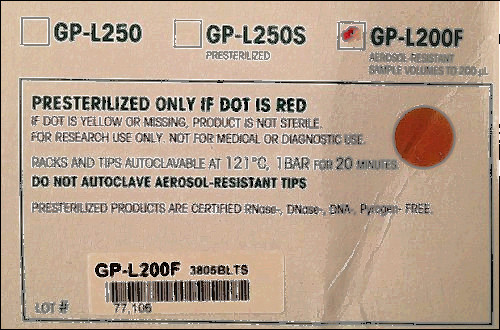 GP-L250
GP-L250S
PRESTERILIZED
GP-L200F
AEROSOL-RESISTANT
SAMPLE VOLUMES TO 200 µL
PRESTERILIZED ONLY IF DOT IS RED
IF DOT IS YELLOW OR MISSING, PRODUCT IS NOT STERILE.
FOR RESEARCH USE ONLY. NOT FOR MEDICAL OR DIAGNOSTIC USE.
RACKS AND TIPS AUTOCLAVABLE AT 121°C, 1BAR FOR 20 MINUTES.
DO NOT AUTOCLAVE AEROSOL-RESISTANT TIPS
PRESTERILIZED PRODUCTS ARE CERTIFIED RNase-, DNase-, DNA-, Pyrogen- FREE.
GP-L200F 3805BLTS
LOT # 77,106